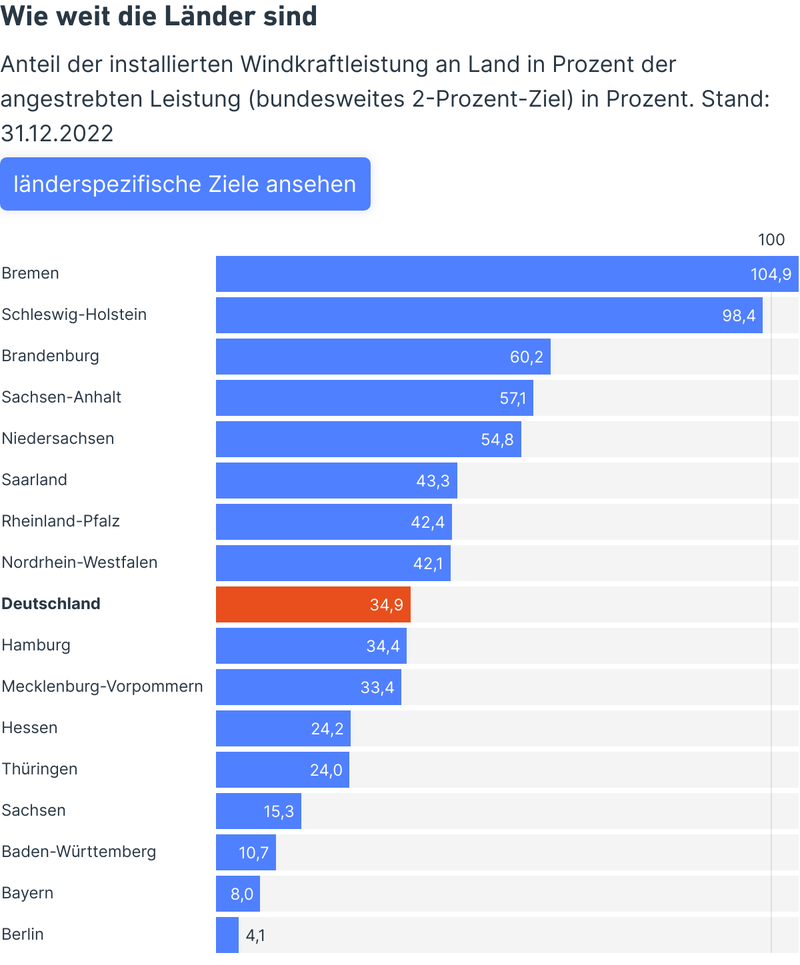 Wie weit die Länder sind
Anteil der installierten Windkraftleistung an Land in Prozent der
angestrebten Leistung (bundesweites 2-Prozent-Ziel) in Prozent. Stand:
31.12.2022
länderspezifische Ziele ansehen
100
Bremen 104,9
Schleswig-Holstein 98,4
Brandenburg 60,2
Sachsen-Anhalt 57,1
Niedersachsen 54,8
Saarland 43,3
Rheinland-Pfalz 42,4
Nordrhein-Westfalen 42,1
Deutschland 34,9
Hamburg 34,4
Mecklenburg-Vorpommern 33,4
Hessen 24,2
Thüringen 24,0
Sachsen 15,3
Baden-Württemberg 10,7
Bayern 8,0
Berlin 4,1